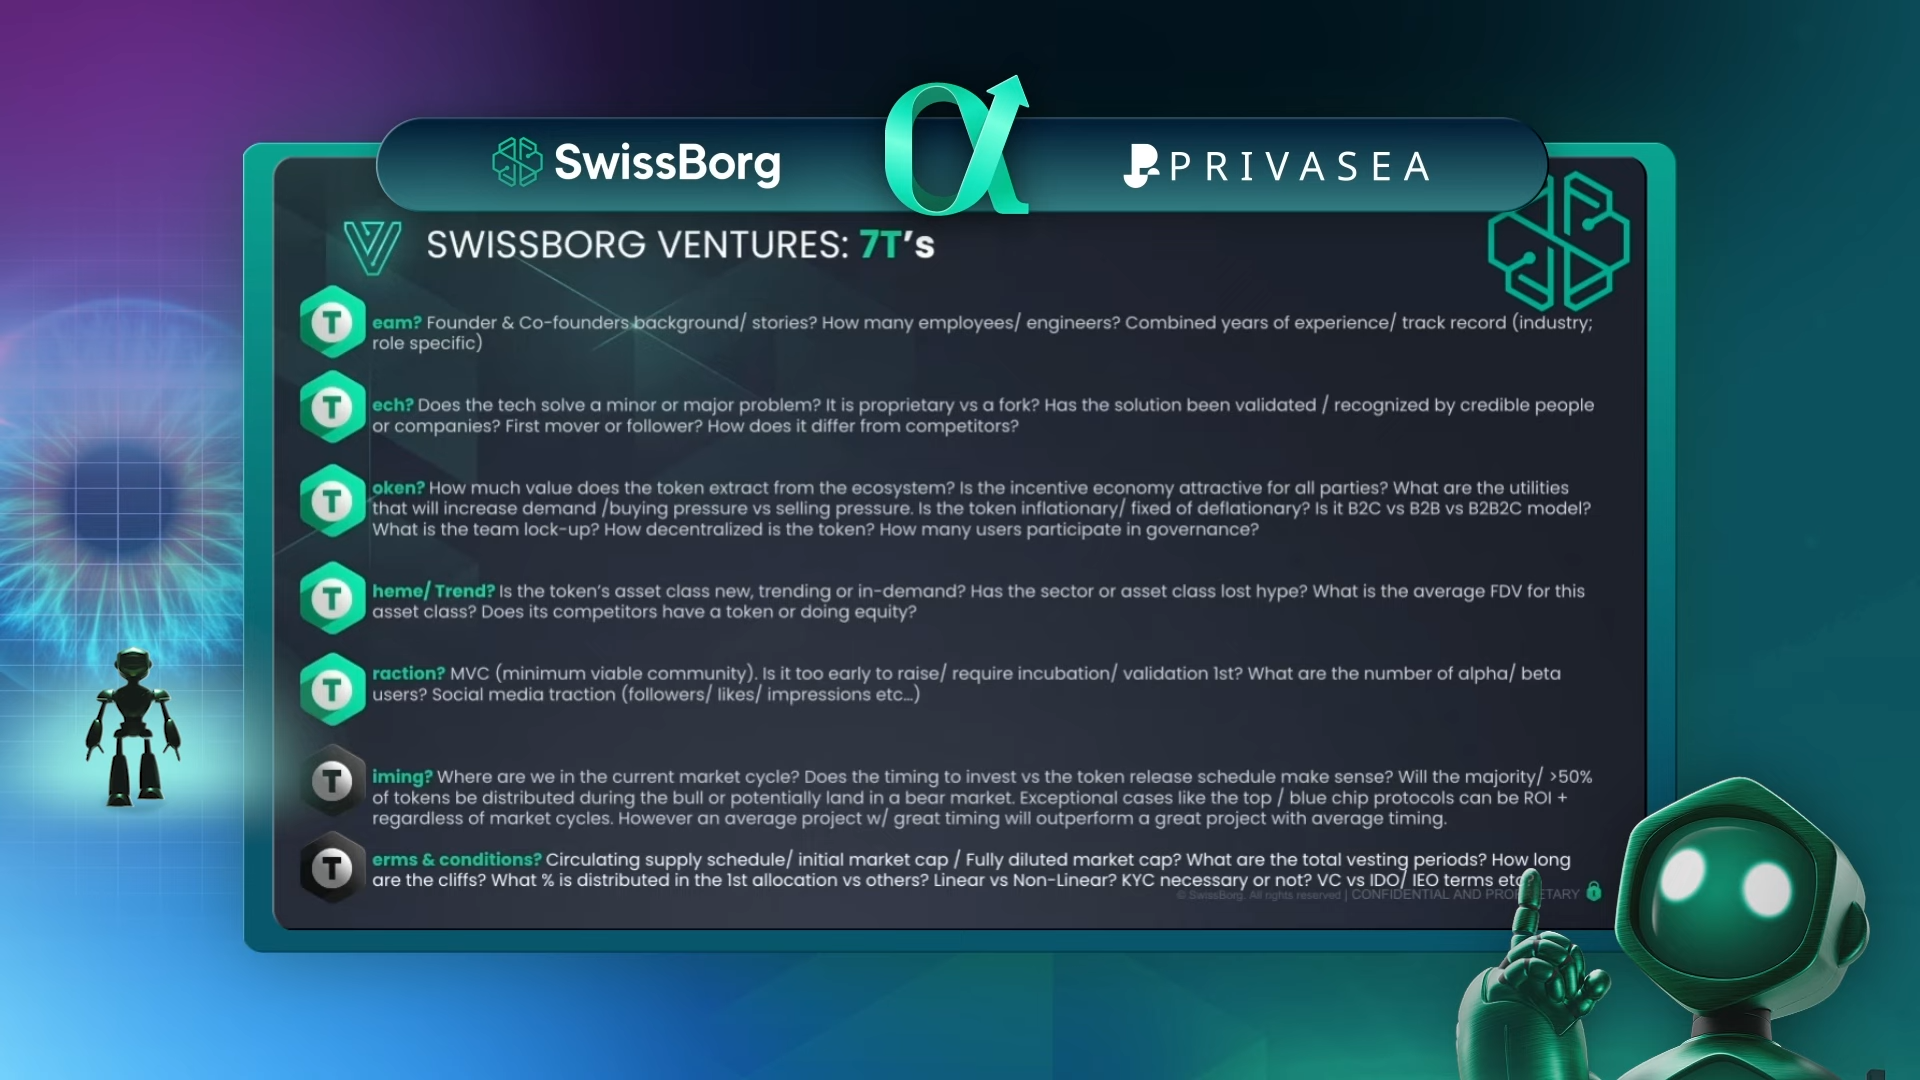 SwissBorg
PRIVASEA
SWISSBORG VENTURES: 7T's
Team? Founder & Co-founders background/ stories? How many employees/ engineers? Combined years of experience/ track record (industry;
role specific)
Tech? Does the tech solve a minor or major problem? It is proprietary vs a fork? Has the solution been validated / recognized by credible people
or companies? First mover or follower? How does it differ from competitors?
Token? How much value does the token extract from the ecosystem? Is the incentive economy attractive for all parties? What are the utilities
that will increase demand /buying pressure vs selling pressure. Is the token inflationary/ fixed of deflationary? Is it B2C vs B2B vs B2B2C model?
What is the team lock-up? How decentralized is the token? How many users participate in governance?
Theme/ Trend? Is the token's asset class new, trending or in-demand? Has the sector or asset class lost hype? What is the average FDV for this
asset class? Does its competitors have a token or doing equity?
Traction? MVC (minimum viable community). Is it too early to raise/ require incubation/ validation 1st? What are the number of alpha/ beta
users? Social media traction (followers/ likes/ impressions etc...)
Timing? Where are we in the current market cycle? Does the timing to invest vs the token release schedule make sense? Will the majority/ >50%
of tokens be distributed during the bull or potentially land in a bear market. Exceptional cases like the top / blue chip protocols can be ROI +
regardless of market cycles. However an average project w/ great timing will outperform a great project with average timing.
Terms & conditions? Circulating supply schedule/ initial market cap / Fully diluted market cap? What are the total vesting periods? How long
are the cliffs? What % is distributed in the 1st allocation vs others? Linear vs Non-Linear? KYC necessary or not? VC vs IDO/ IEO terms etc
© SwissBorg. All rights reserved | CONFIDENTIAL AND